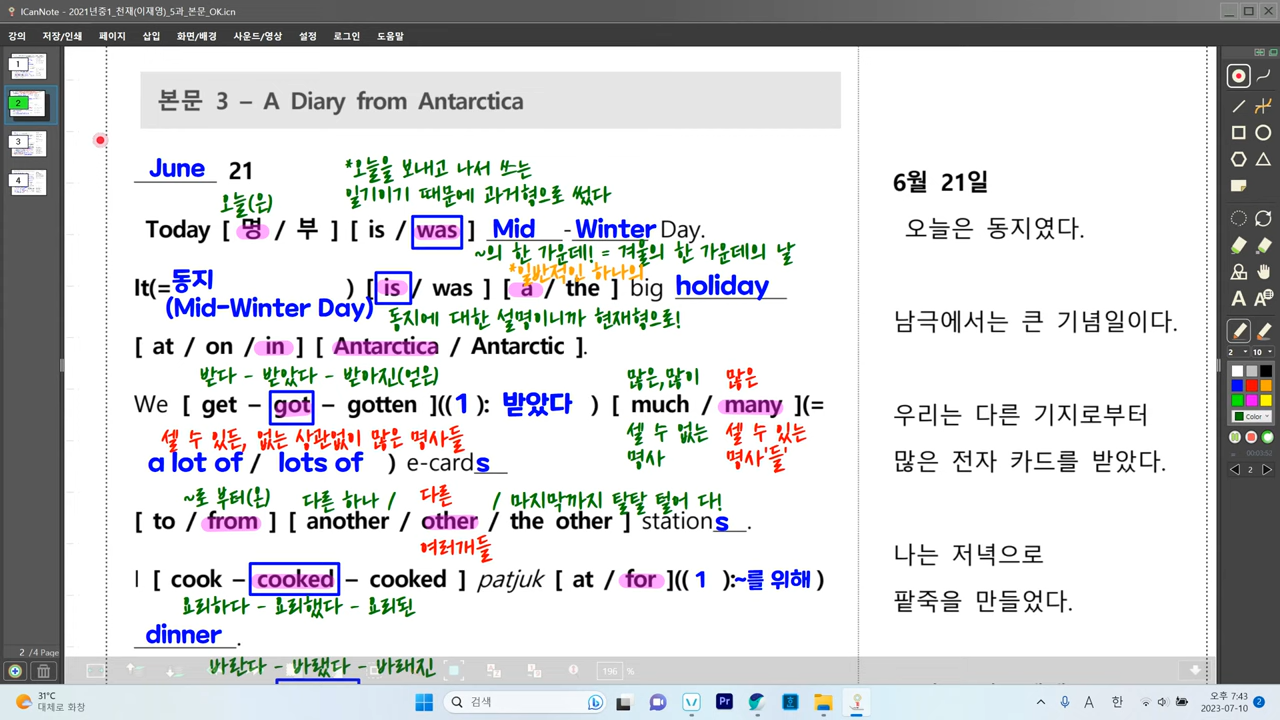 ICanNote - 2021년중1_천재(이재영)_5과_본문_OK.icn
강의 저장/인쇄 페이지 삽입 화면/배경 사운드/영상 설정 로그인 도움말
1
2
3
4
본문 3 – A Diary from Antarctica
June 21
*오늘을 보내고 나서 쓰는
일기이기 때문에 과거형으로 썼다
오늘(은)
Today [ 명 / 부 ] [ is / was ] Mid - Winter Day.
~의 한 가운데! = 겨울의 한 가운데의 날
*일반적인 하나의
It(= 동지
(Mid-Winter Day) ) [ is / was ] [ a / the ] big holiday
동지에 대한 설명이니까 현재형으로!
[ at / on / in ] [ Antarctica / Antarctic ].
받다 - 받았다 - 받아진(얻은)
많은,많이 많은
We [ get – got – gotten ]((1 ): 받았다 ) [ much / many ](=
셀 수 있든, 없는 상관없이 많은 명사들
셀 수 없는 셀 수 있는
명사 명사'들'
a lot of / lots of ) e-cards
~로 부터(온) 다른 하나 / 다른 / 마지막까지 탈탈 털어 다!
[ to / from ] [ another / other / the other ] stations.
여러개들
I [ cook – cooked – cooked ] patjuk [ at / for ]((1 ):~를 위해 )
요리하다 - 요리했다 - 요리된
dinner.
바란다 - 바랬다 - 바래진
6월 21일
오늘은 동지였다.
남극에서는 큰 기념일이다.
우리는 다른 기지로부터
많은 전자 카드를 받았다.
나는 저녁으로
팥죽을 만들었다.
2 10
Color
00:03:52
2
2 /4 Page
196 %
31°C
대체로 화창
검색
A 한
오후 7:43
2023-07-10